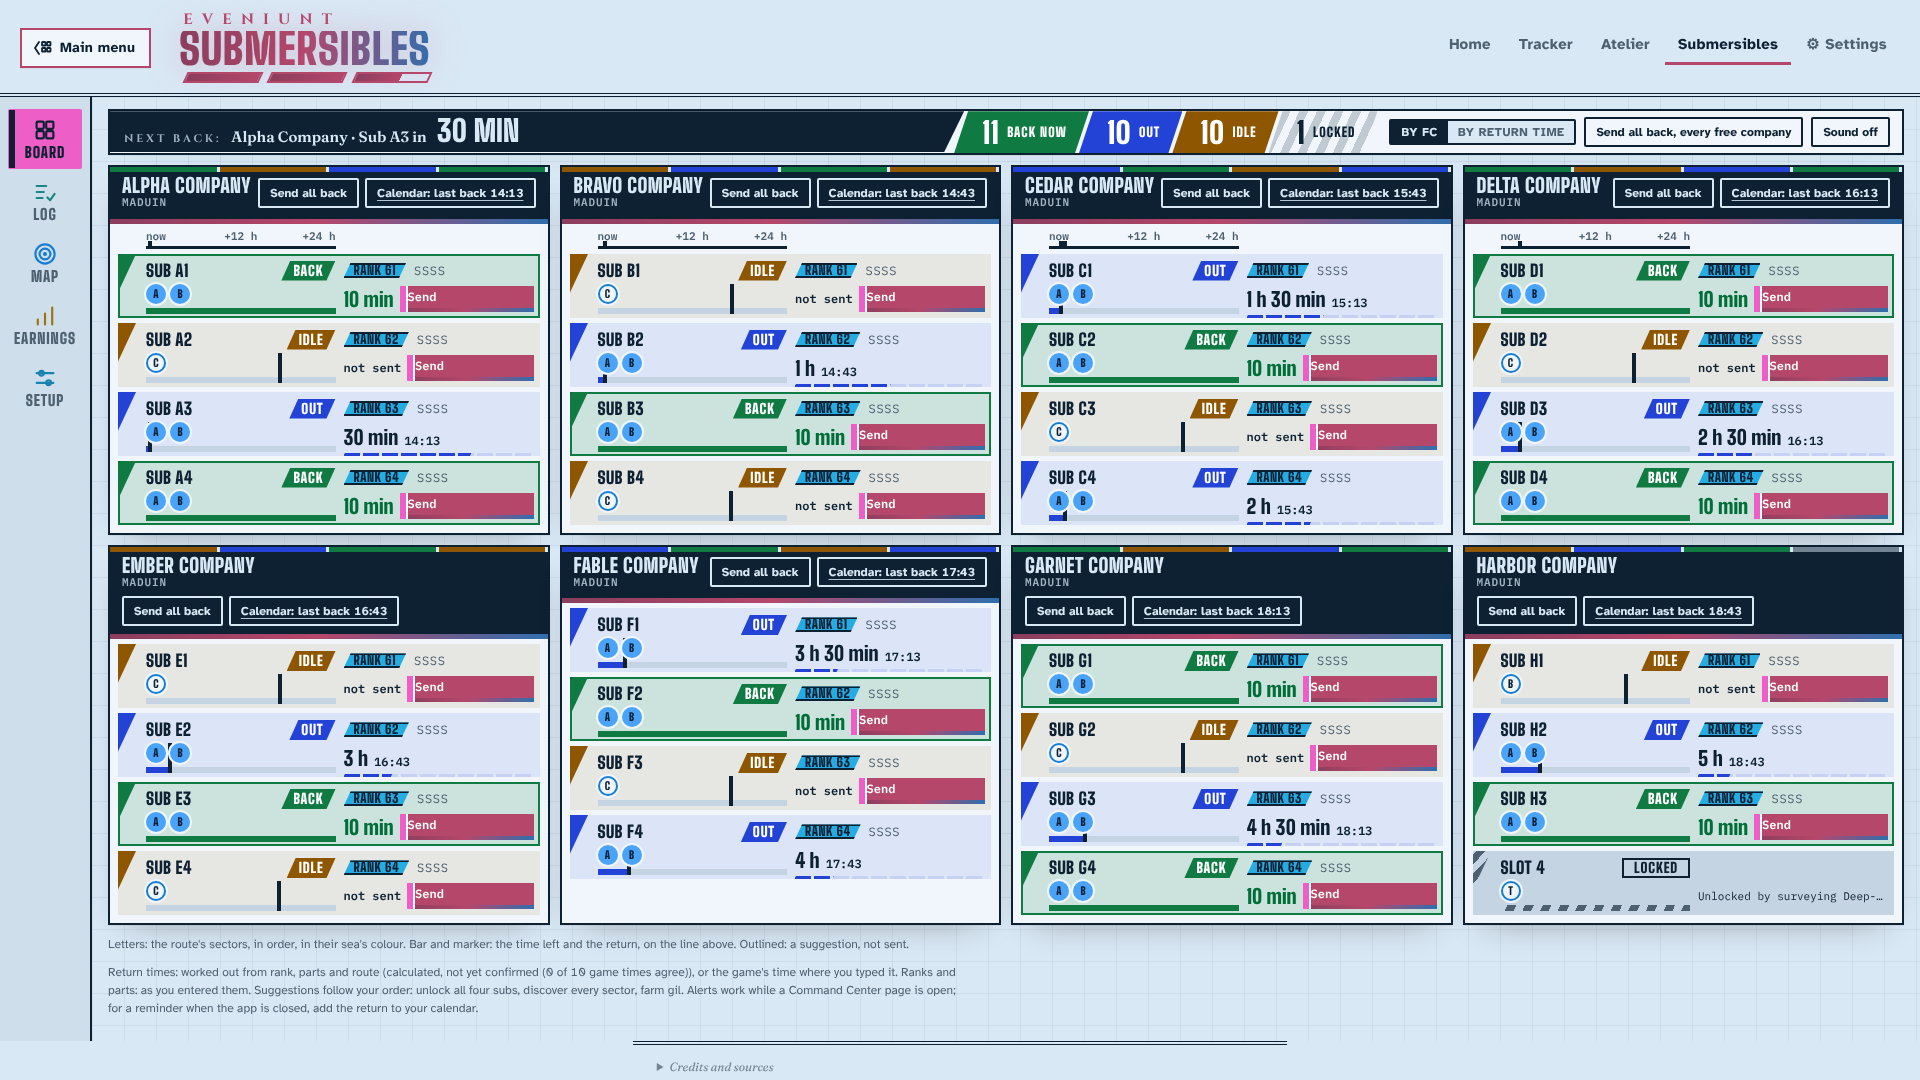 Main menu
EVENIUNT
SUBMERSIBLES
Home Tracker Atelier Submersibles Settings
BOARD
LOG
MAP
EARNINGS
SETUP
NEXT BACK: Alpha Company · Sub A3 in 30 MIN
11 BACK NOW 10 OUT 10 IDLE 1 LOCKED
BY FC BY RETURN TIME Send all back, every free company Sound off
ALPHA COMPANY
MADUIN
Send all back Calendar: last back 14:13
now +12 h +24 h
SUB A1 BACK RANK 61 SSSS
A B 10 min Send
SUB A2 IDLE RANK 62 SSSS
C not sent Send
SUB A3 OUT RANK 63 SSSS
A B 30 min 14:13
SUB A4 BACK RANK 64 SSSS
A B 10 min Send
BRAVO COMPANY
MADUIN
Send all back Calendar: last back 14:43
now +12 h +24 h
SUB B1 IDLE RANK 61 SSSS
C not sent Send
SUB B2 OUT RANK 62 SSSS
A B 1 h 14:43
SUB B3 BACK RANK 63 SSSS
A B 10 min Send
SUB B4 IDLE RANK 64 SSSS
C not sent Send
CEDAR COMPANY
MADUIN
Send all back Calendar: last back 15:43
now +12 h +24 h
SUB C1 OUT RANK 61 SSSS
A B 1 h 30 min 15:13
SUB C2 BACK RANK 62 SSSS
A B 10 min Send
SUB C3 IDLE RANK 63 SSSS
C not sent Send
SUB C4 OUT RANK 64 SSSS
A B 2 h 15:43
DELTA COMPANY
MADUIN
Send all back Calendar: last back 16:13
now +12 h +24 h
SUB D1 BACK RANK 61 SSSS
A B 10 min Send
SUB D2 IDLE RANK 62 SSSS
C not sent Send
SUB D3 OUT RANK 63 SSSS
A B 2 h 30 min 16:13
SUB D4 BACK RANK 64 SSSS
A B 10 min Send
EMBER COMPANY
MADUIN
Send all back Calendar: last back 16:43
SUB E1 IDLE RANK 61 SSSS
C not sent Send
SUB E2 OUT RANK 62 SSSS
A B 3 h 16:43
SUB E3 BACK RANK 63 SSSS
A B 10 min Send
SUB E4 IDLE RANK 64 SSSS
C not sent Send
FABLE COMPANY
MADUIN
Send all back Calendar: last back 17:43
SUB F1 OUT RANK 61 SSSS
A B 3 h 30 min 17:13
SUB F2 BACK RANK 62 SSSS
A B 10 min Send
SUB F3 IDLE RANK 63 SSSS
C not sent Send
SUB F4 OUT RANK 64 SSSS
A B 4 h 17:43
GARNET COMPANY
MADUIN
Send all back Calendar: last back 18:13
SUB G1 BACK RANK 61 SSSS
A B 10 min Send
SUB G2 IDLE RANK 62 SSSS
C not sent Send
SUB G3 OUT RANK 63 SSSS
A B 4 h 30 min 18:13
SUB G4 BACK RANK 64 SSSS
A B 10 min Send
HARBOR COMPANY
MADUIN
Send all back Calendar: last back 18:43
SUB H1 IDLE RANK 61 SSSS
B not sent Send
SUB H2 OUT RANK 62 SSSS
A B 5 h 18:43
SUB H3 BACK RANK 63 SSSS
A B 10 min Send
SLOT 4 LOCKED
T Unlocked by surveying Deep-…
Letters: the route's sectors, in order, in their sea's colour. Bar and marker: the time left and the return, on the line above. Outlined: a suggestion, not sent.
Return times: worked out from rank, parts and route (calculated, not yet confirmed (0 of 10 game times agree)), or the game's time where you typed it. Ranks and
parts: as you entered them. Suggestions follow your order: unlock all four subs, discover every sector, farm gil. Alerts work while a Command Center page is open;
for a reminder when the app is closed, add the return to your calendar.
Credits and sources